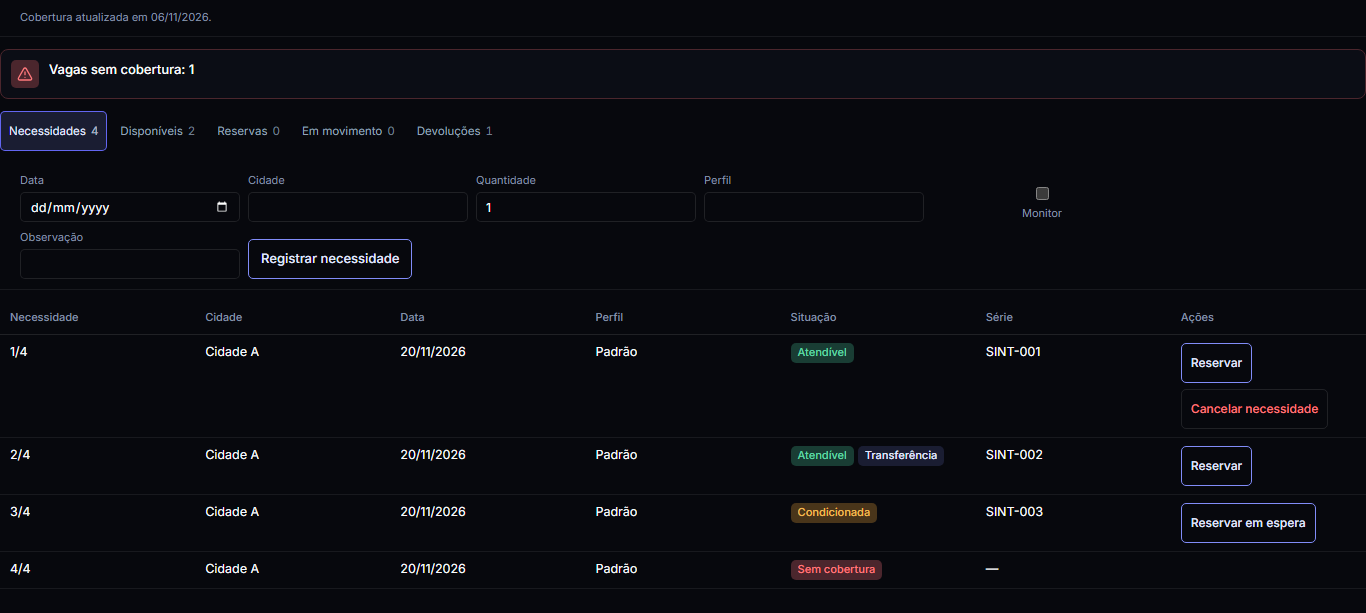 Cobertura atualizada em 06/11/2026.
Vagas sem cobertura: 1
Necessidades 4 Disponíveis 2 Reservas 0 Em movimento 0 Devoluções 1
Data Cidade Quantidade Perfil
dd/mm/yyyy 1
Monitor
Observação
Registrar necessidade
Necessidade Cidade Data Perfil Situação Série Ações
1/4 Cidade A 20/11/2026 Padrão Atendível SINT-001 Reservar
Cancelar necessidade
2/4 Cidade A 20/11/2026 Padrão Atendível Transferência SINT-002 Reservar
3/4 Cidade A 20/11/2026 Padrão Condicionada SINT-003 Reservar em espera
4/4 Cidade A 20/11/2026 Padrão Sem cobertura —